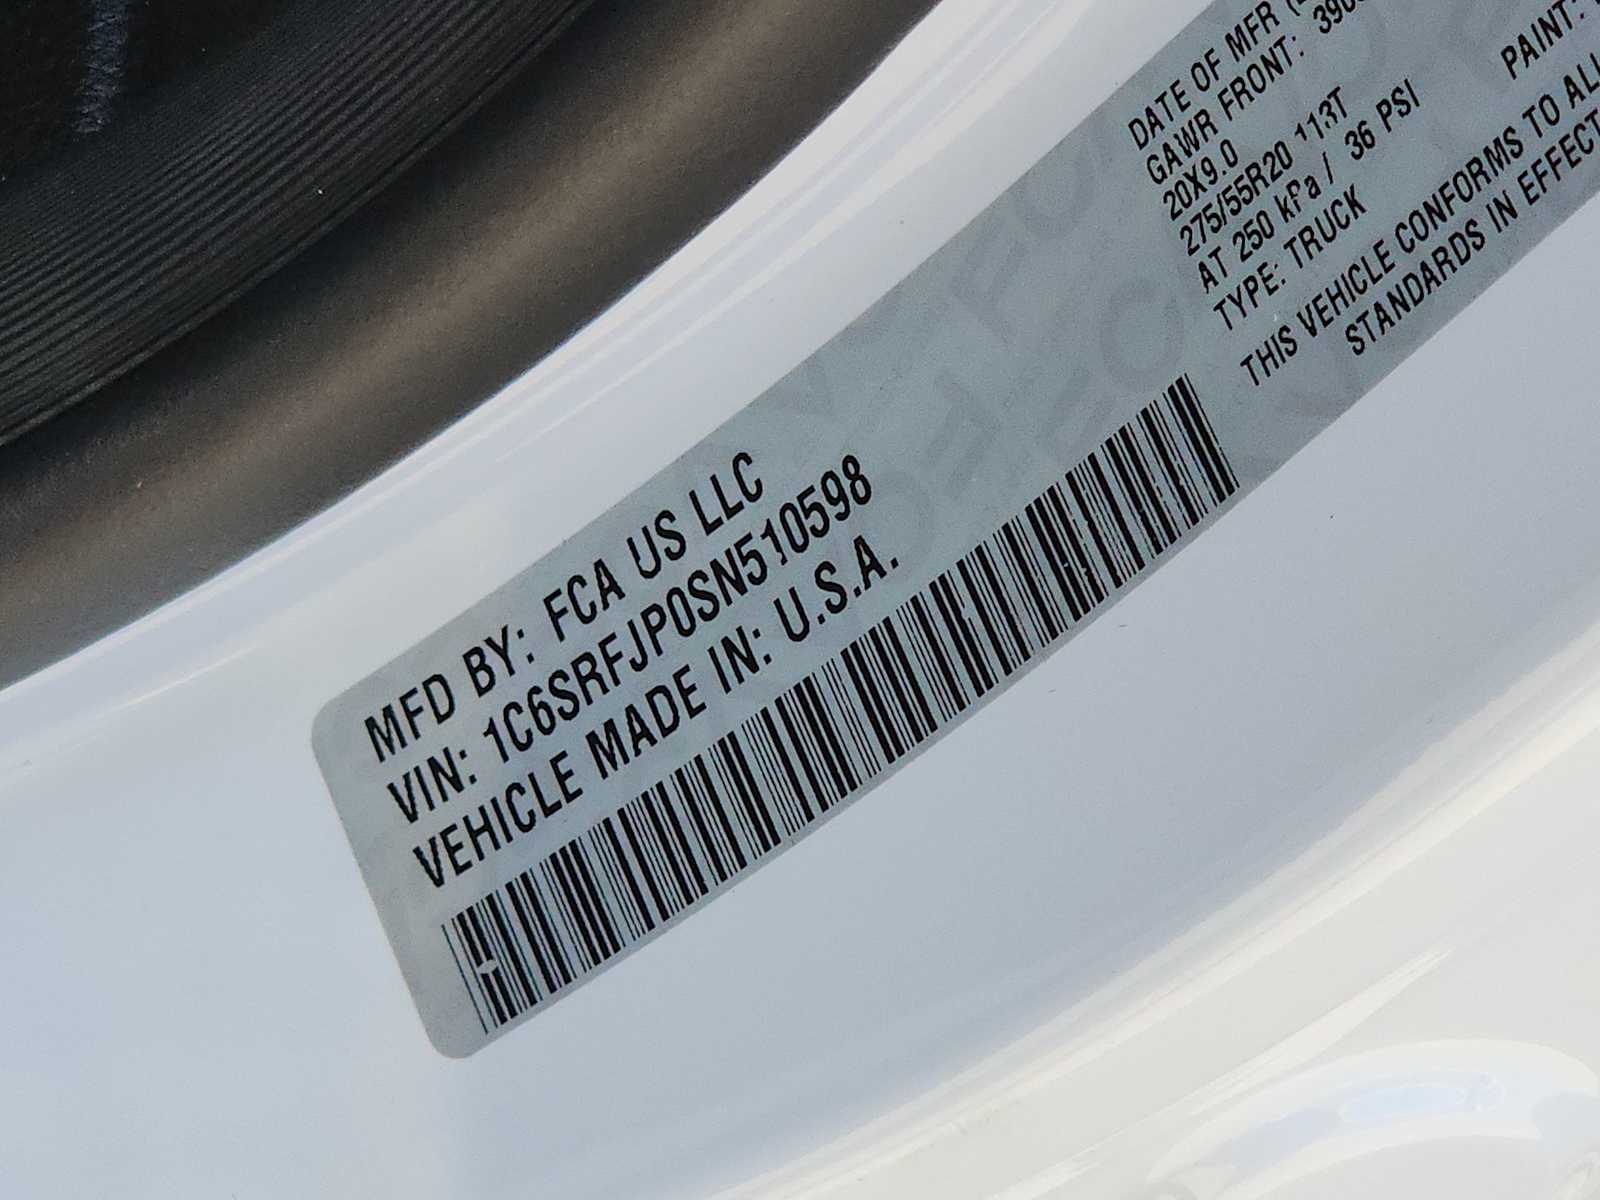 MFD BY: FCA US LLC
VIN: 1C6SRFJP0SN510598
VEHICLE MADE IN: U.S.A.
DATE OF MFR
GAWR FRONT:
20X9.0
275/55R20 113T
AT 250 kPa / 36 PSI
TYPE: TRUCK
PAINT:
THIS VEHICLE CONFORMS TO ALL
STANDARDS IN EFFECT